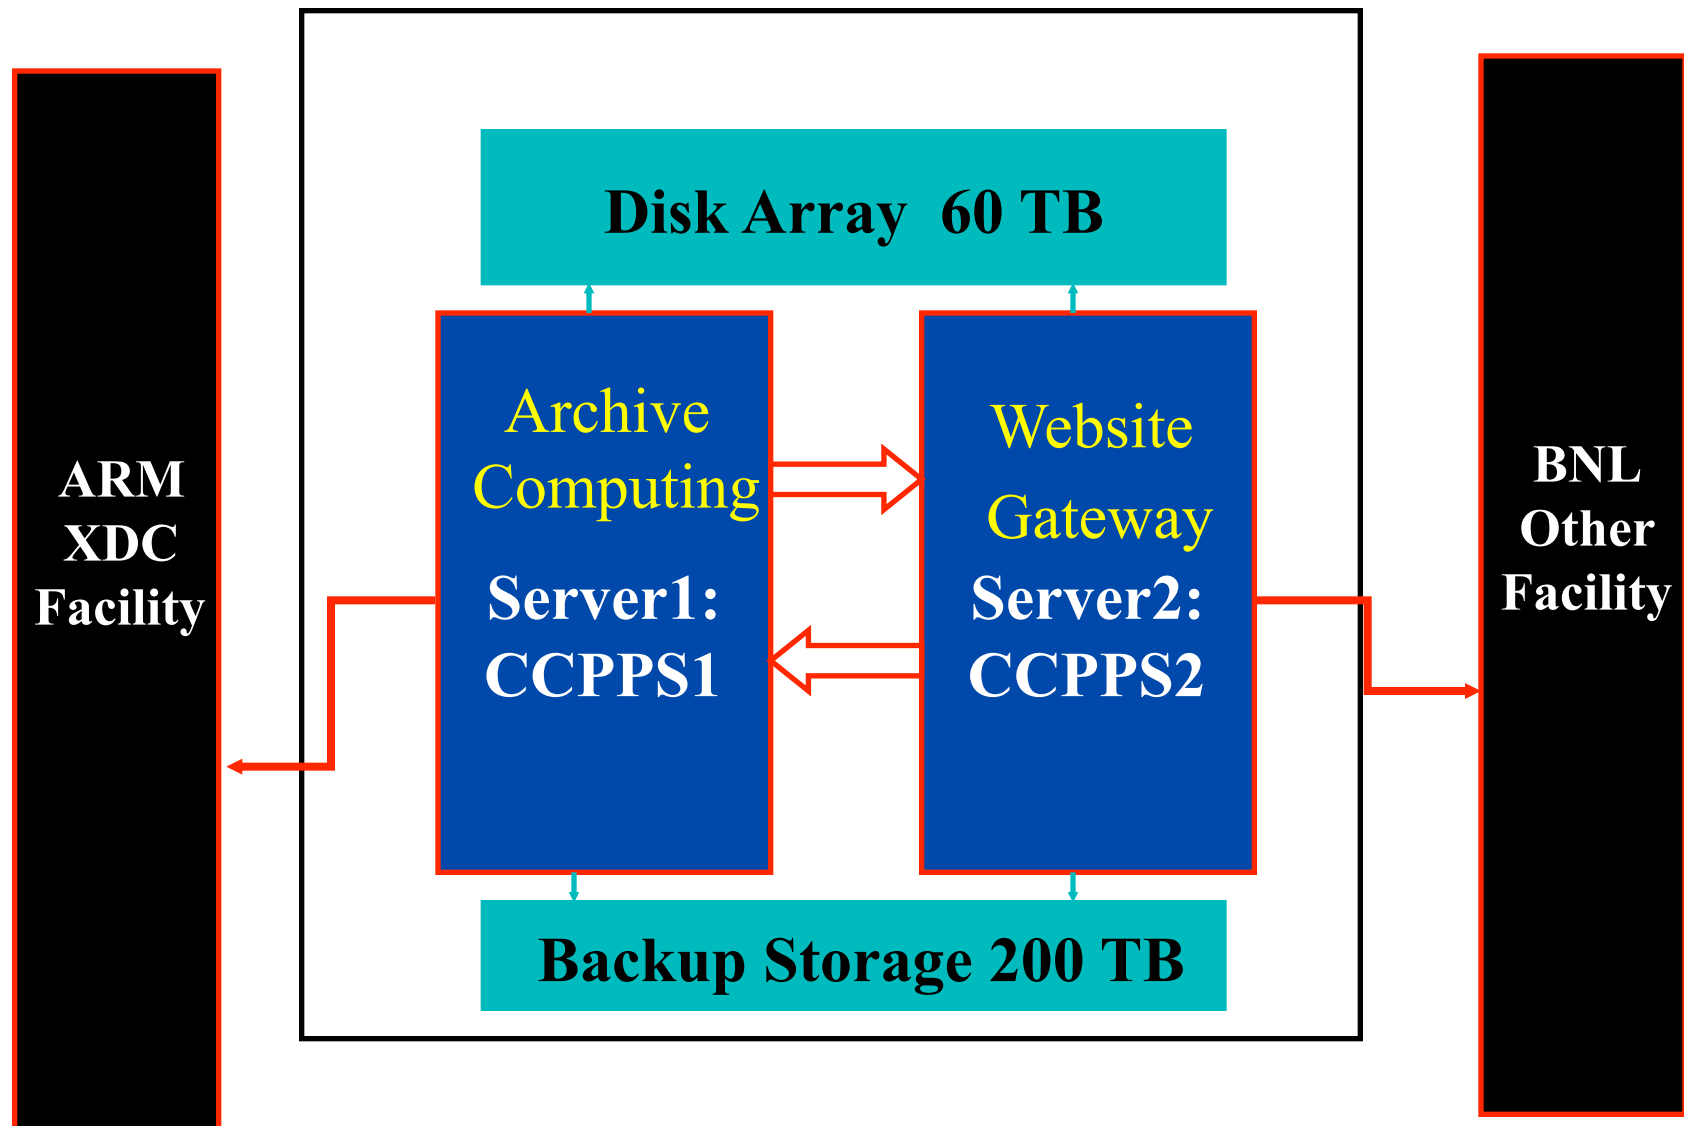 Disk Array 60 TB
ARM
XDC
Facility
Archive
Computing
Server1:
CCPPS1
Website
Gateway
Server2:
CCPPS2
BNL
Other
Facility
Backup Storage 200 TB